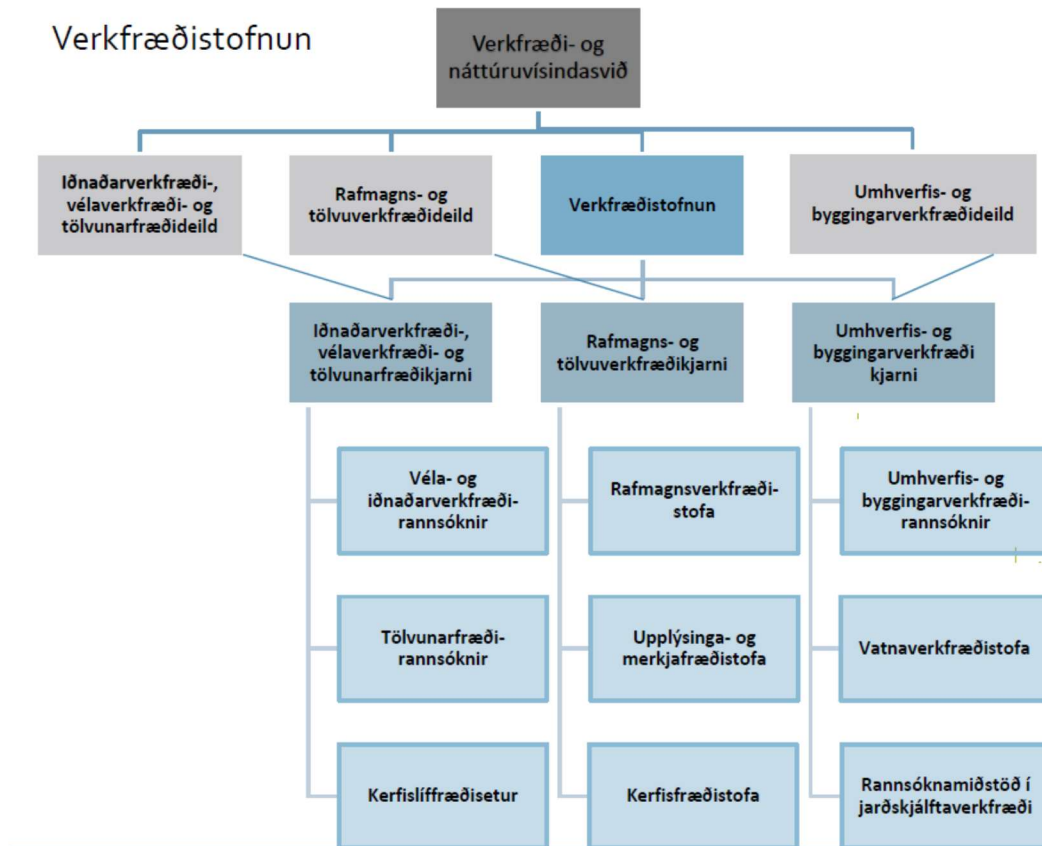 Verkfræðistofnun
Verkfræði- og
náttúruvísindasvið
Iðnaðarverkfræði-,
vélaverkfræði- og
tölvunarfræðideild
Rafmagns- og
tölvuverkfræðideild
Verkfræðistofnun
Umhverfis- og
byggingarverkfræðideild
Iðnaðarverkfræði-,
vélaverkfræði- og
tölvunarfræðikjarni
Rafmagns- og
tölvuverkfræðikjarni
Umhverfis- og
byggingarverkfræði
kjarni
Véla- og
iðnaðarverkfræði-
rannsóknir
Rafmagnsverkfræði-
stofa
Umhverfis- og
byggingarverkfræði-
rannsóknir
Tölvunarfræði-
rannsóknir
Upplýsinga- og
merkjafræðistofa
Vatnaverkfræðistofa
Kerfislíffræðisetur
Kerfisfræðistofa
Rannsóknamiðstöð í
jarðskjálftaverkfræði